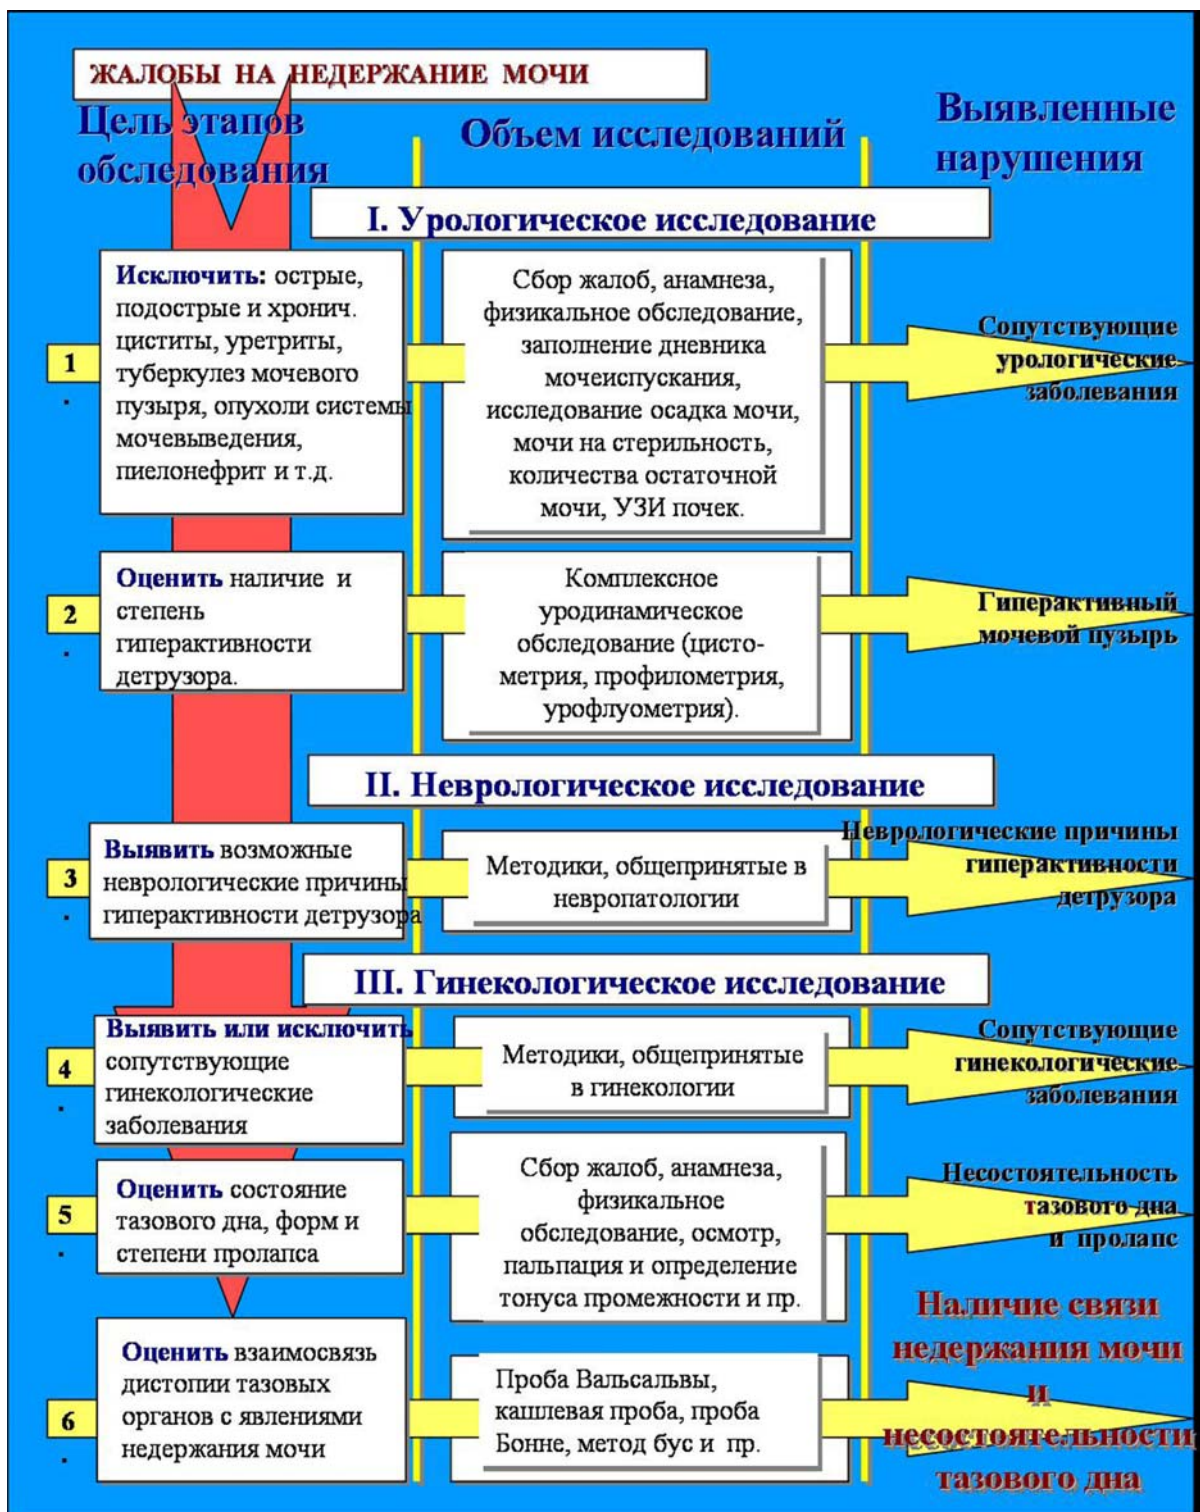 ЖАЛОБЫ НА НЕДЕРЖАНИЕ МОЧИ
Цель этапов
обследования
Объем исследований
Выявленные
нарушения
I. Урологическое исследование
1
.
Исключить: острые,
подострые и хронич.
циститы, уретриты,
туберкулез мочевого
пузыря, опухоли системы
мочевыведения,
пиелонефрит и т.д.
Сбор жалоб, анамнеза,
физикальное обследование,
заполнение дневника
мочеиспускания,
исследование осадка мочи,
мочи на стерильность,
количества остаточной
мочи, УЗИ почек.
Сопутствующие
урологические
заболевания
2
.
Оценить наличие и
степень
гиперактивности
детрузора.
Комплексное
уродинамическое
обследование (цисто-
метрия, профилометрия,
урофлуометрия).
Гиперактивный
мочевой пузырь
II. Неврологическое исследование
3
.
Выявить возможные
неврологические причины
гиперактивности детрузора
Методики, общепринятые в
невропатологии
Неврологические причины
гиперактивности
детрузора
III. Гинекологическое исследование
4
.
Выявить или исключить
сопутствующие
гинекологические
заболевания
Методики, общепринятые
в гинекологии
Сопутствующие
гинекологические
заболевания
5
.
Оценить состояние
тазового дна, форм и
степени пролапса
Сбор жалоб, анамнеза,
физикальное
обследование, осмотр,
пальпация и определение
тонуса промежности и пр.
Несостоятельность
тазового дна
и пролапс
6
.
Оценить взаимосвязь
дистопии тазовых
органов с явлениями
недержания мочи
Проба Вальсальвы,
кашлевая проба, проба
Бонне, метод бус и пр.
Наличие связи
недержания мочи
и
несостоятельности
тазового дна